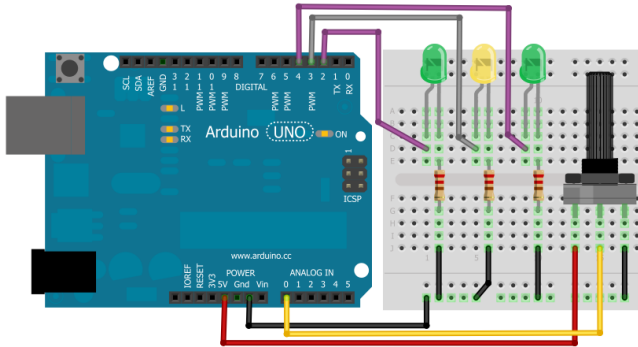 SCL
SDA
AREF
GND
13
12
PWM 11
PWM 10
PWM 9
8
DIGITAL
7
PWM 6
PWM 5
4
PWM 3
2
TX 1
RX 0
L
TX
RX
Arduino UNO
ON
1
ICSP
www.arduino.cc
POWER
ANALOG IN
IOREF
RESET
3V3
5V
Gnd
Vin
0
1
2
3
4
5
A
D
E
F
G
H
I
J
1
5